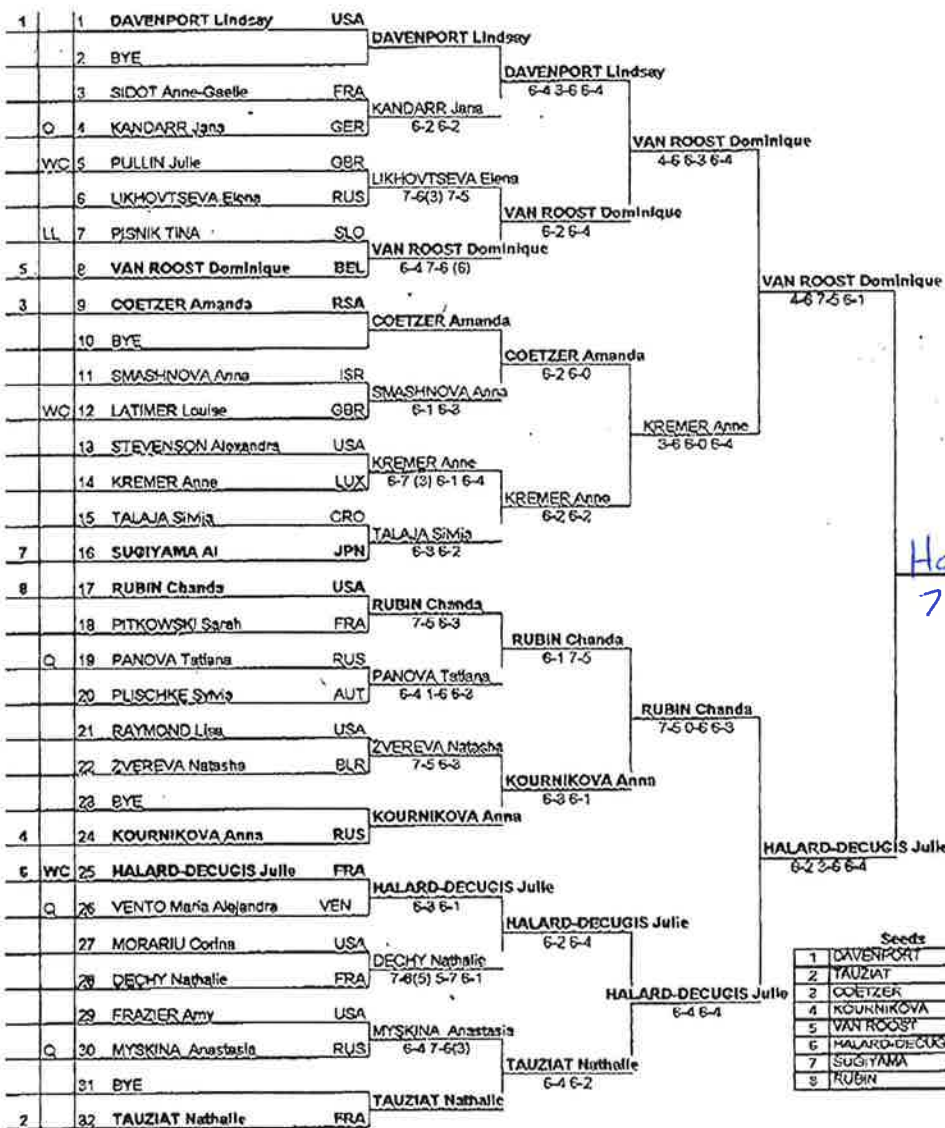 1 1 DAVENPORT Lindsay USA
2 BYE
3 SIDOT Anne-Gaelle FRA
Q 4 KANDARR Jana GER
WC 5 PULLIN Julie GBR
6 LIKHOVTSEVA Elena RUS
LL 7 PISNIK TINA SLO
5 8 VAN ROOST Dominique BEL
3 9 COETZER Amanda RSA
10 BYE
11 SMASHNOVA Anna ISR
WC 12 LATIMER Louise GBR
13 STEVENSON Alexandra USA
14 KREMER Anne LUX
15 TALAJA Silvija CRO
7 16 SUGIYAMA Ai JPN
8 17 RUBIN Chanda USA
18 PITKOWSKI Sarah FRA
Q 19 PANOVA Tatiana RUS
20 PLISCHKE Sylvia AUT
21 RAYMOND Lisa USA
22 ZVEREVA Natasha BLR
23 BYE
4 24 KOURNIKOVA Anna RUS
6 WC 25 HALARD-DECUGIS Julie FRA
Q 26 VENTO Maria Alejandra VEN
27 MORARIU Corina USA
28 DECHY Nathalie FRA
29 FRAZIER Amy USA
Q 30 MYSKINA Anastasia RUS
31 BYE
2 32 TAUZIAT Nathalie FRA
DAVENPORT Lindsay
KANDARR Jana
6-2 6-2
LIKHOVTSEVA Elena
7-6(3) 7-5
VAN ROOST Dominique
6-4 7-6 (6)
COETZER Amanda
SMASHNOVA Anna
6-1 6-3
KREMER Anne
6-7 (3) 6-1 6-4
TALAJA Silvija
6-3 6-2
RUBIN Chanda
7-5 6-3
PANOVA Tatiana
6-4 1-6 6-3
ZVEREVA Natasha
7-5 6-3
KOURNIKOVA Anna
HALARD-DECUGIS Julie
6-3 6-1
DECHY Nathalie
7-6(5) 5-7 6-1
MYSKINA Anastasia
6-4 7-6(3)
TAUZIAT Nathalie
DAVENPORT Lindsay
6-4 3-6 6-4
VAN ROOST Dominique
6-2 6-4
COETZER Amanda
6-2 6-0
KREMER Anne
6-2 6-2
RUBIN Chanda
6-1 7-5
KOURNIKOVA Anna
6-3 6-1
HALARD-DECUGIS Julie
6-2 6-4
TAUZIAT Nathalie
6-4 6-2
VAN ROOST Dominique
4-6 6-3 6-4
KREMER Anne
3-6 6-0 6-4
RUBIN Chanda
7-5 0-6 6-3
HALARD-DECUGIS Julie
6-4 6-4
VAN ROOST Dominique
4-6 7-5 6-1
HALARD-DECUGIS Julie
6-2 3-6 6-4
Ha
7
Seeds
1 DAVENPORT
2 TAUZIAT
3 COETZER
4 KOURNIKOVA
5 VAN ROOST
6 HALARD-DECUG
7 SUGIYAMA
8 RUBIN